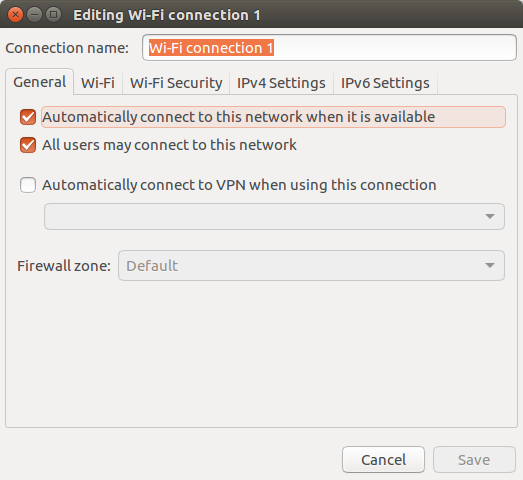 Editing Wi-Fi connection 1
Connection name: Wi-Fi connection 1
General Wi-Fi Wi-Fi Security IPv4 Settings IPv6 Settings
Automatically connect to this network when it is available
All users may connect to this network
Automatically connect to VPN when using this connection
Firewall zone: Default
Cancel Save